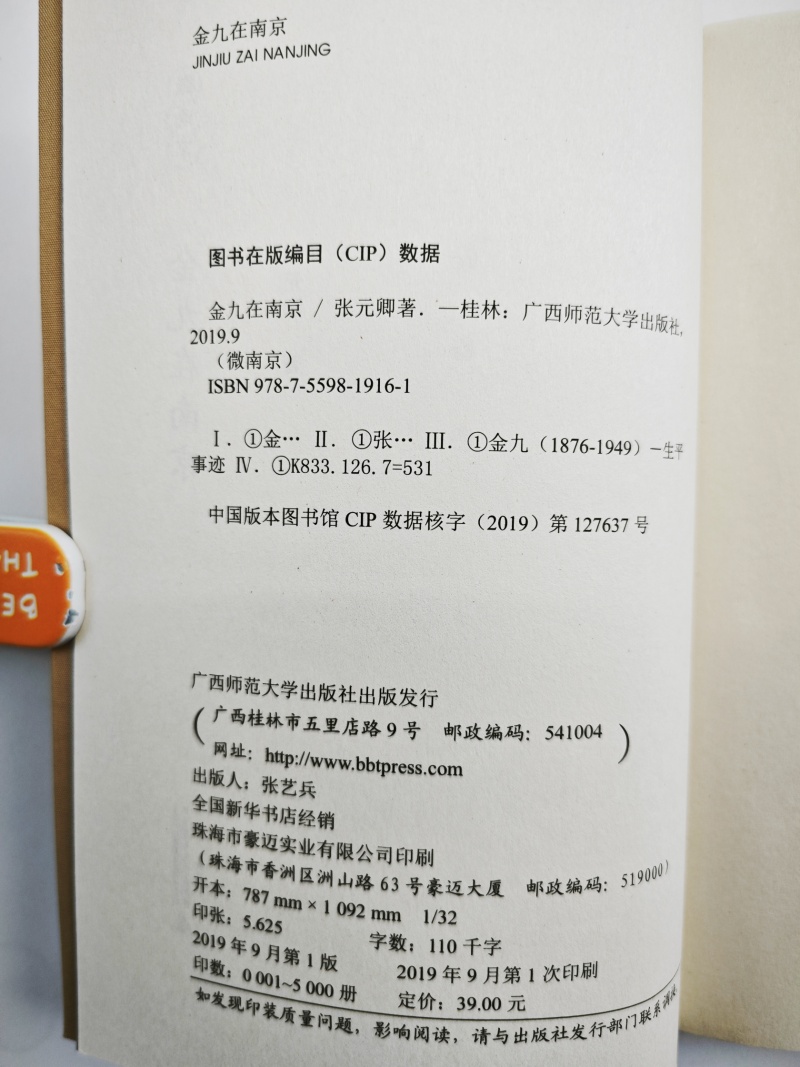 金九在南京
JINJIU ZAI NANJING
图书在版编目（CIP）数据
金九在南京 / 张元卿著. —桂林：广西师范大学出版社，
2019.9
（微南京）
ISBN 978-7-5598-1916-1
Ⅰ. ①金… Ⅱ. ①张… Ⅲ. ①金九（1876-1949）－生平
事迹 Ⅳ. ①K833.126.7=531
中国版本图书馆 CIP 数据核字（2019）第 127637 号
广西师范大学出版社出版发行
（广西桂林市五里店路 9 号 邮政编码：541004
网址：http://www.bbtpress.com）
出版人：张艺兵
全国新华书店经销
珠海市豪迈实业有限公司印刷
（珠海市香洲区洲山路 63 号豪迈大厦 邮政编码：519000）
开本：787 mm × 1 092 mm 1/32
印张：5.625 字数：110 千字
2019 年 9 月第 1 版 2019 年 9 月第 1 次印刷
印数：0 001~5 000 册 定价：39.00 元
如发现印装质量问题，影响阅读，请与出版社发行部门联系调换
BE
TH